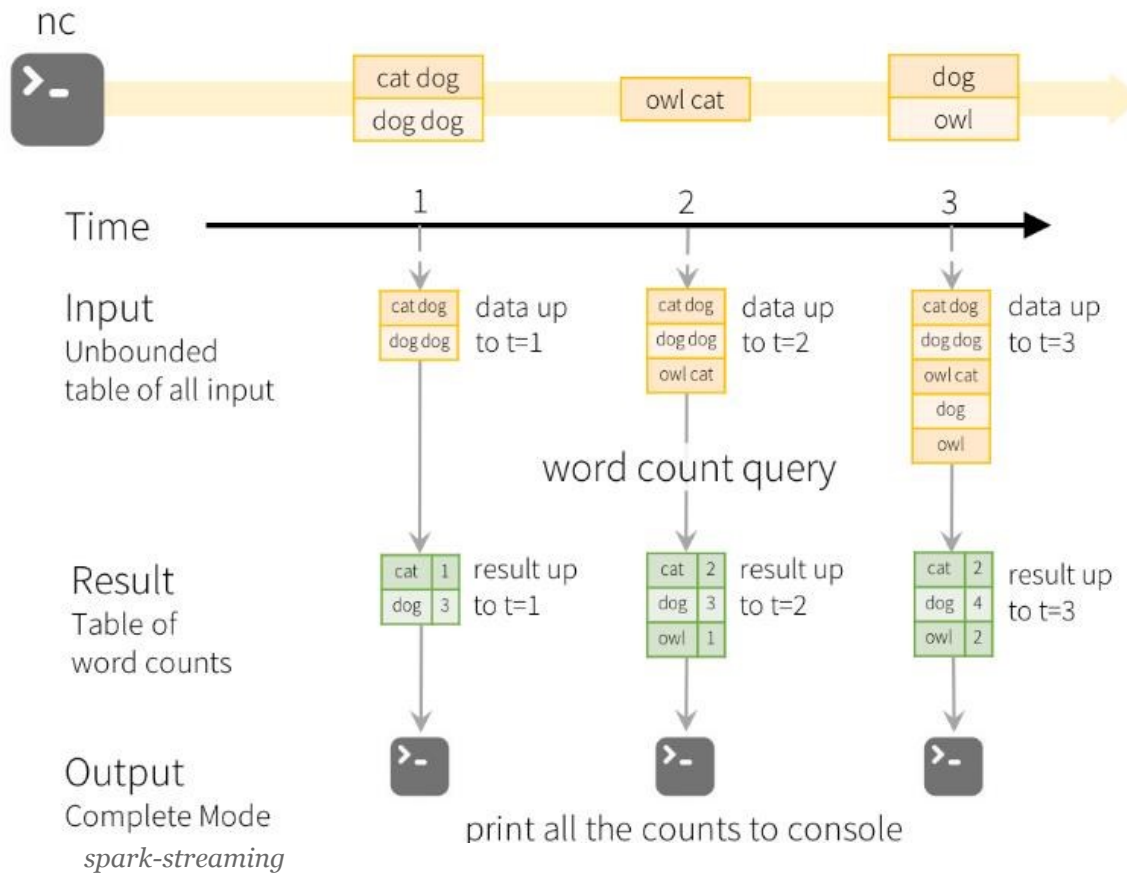 nc
cat dog
dog dog
owl cat
dog
owl
Time
1
2
3
Input
Unbounded
table of all input
cat dog
dog dog
data up
to t=1
cat dog
dog dog
owl cat
data up
to t=2
cat dog
dog dog
owl cat
dog
owl
data up
to t=3
word count query
Result
Table of
word counts
cat 1
dog 3
result up
to t=1
cat 2
dog 3
owl 1
result up
to t=2
cat 2
dog 4
owl 2
result up
to t=3
Output
Complete Mode
print all the counts to console
spark-streaming